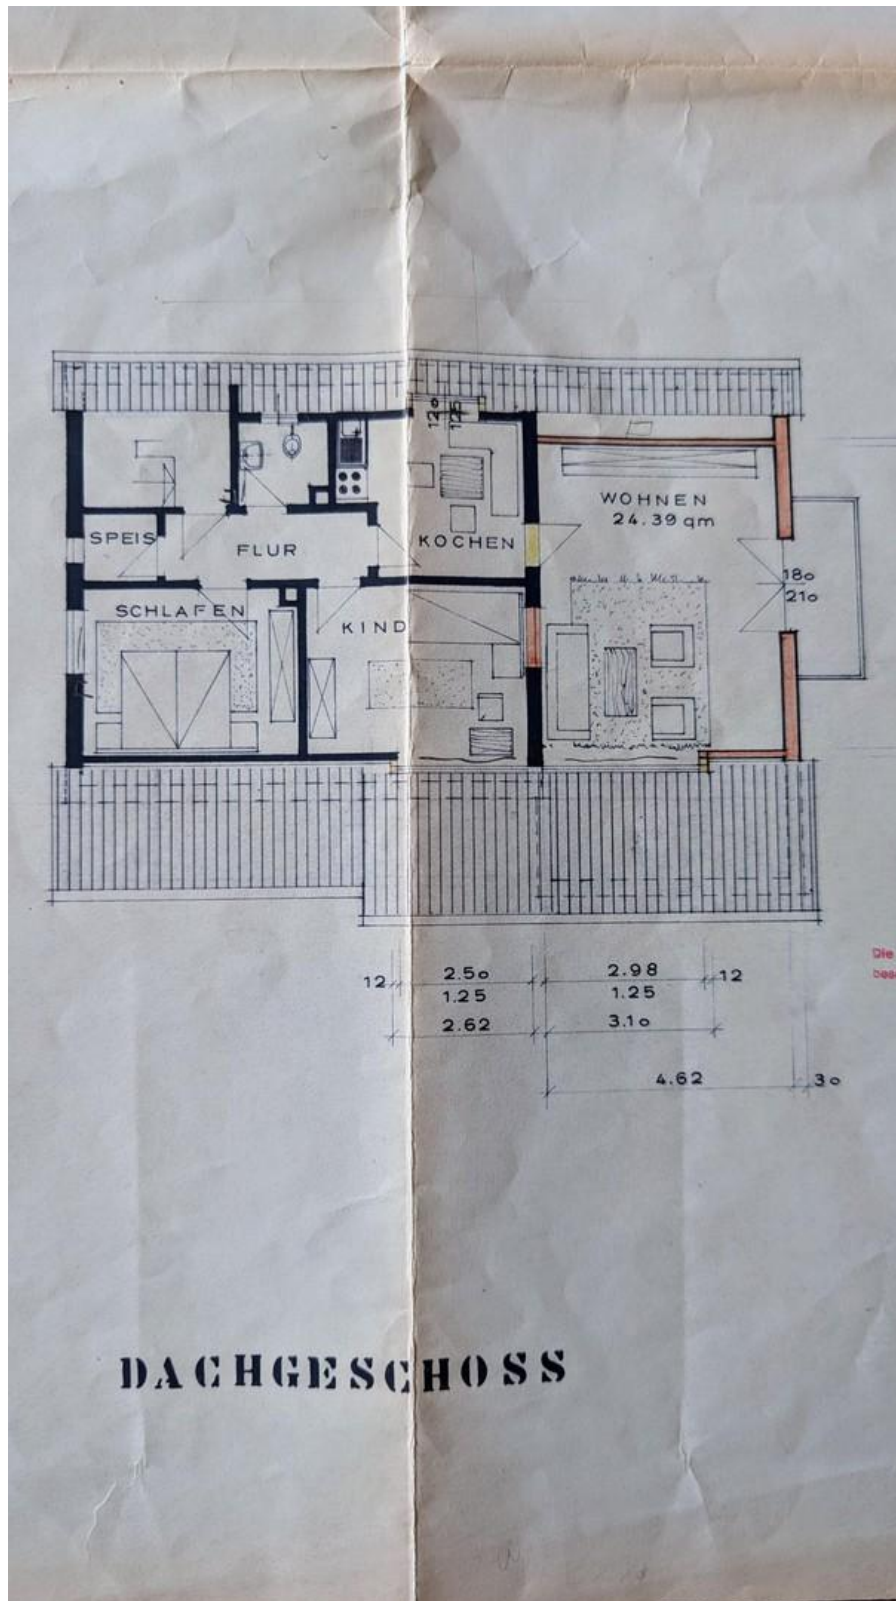 12o
125
WOHNEN
24.39 qm
SPEIS
FLUR
KOCHEN
18o
21o
SCHLAFEN
KIND
Die
12
2.5o
2.98
12
1.25
1.25
2.62
3.1o
4.62
3o
DACHGESCHOSS